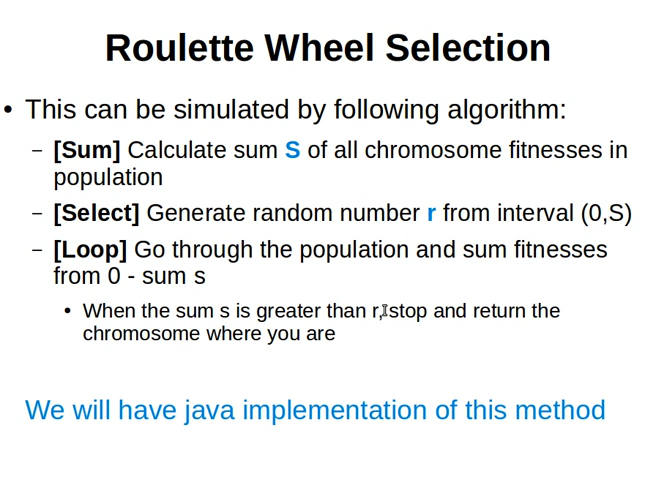 Roulette Wheel Selection
• This can be simulated by following algorithm:
– [Sum] Calculate sum S of all chromosome fitnesses in
population
– [Select] Generate random number r from interval (0,S)
– [Loop] Go through the population and sum fitnesses
from 0 - sum s
• When the sum s is greater than r, stop and return the
chromosome where you are
We will have java implementation of this method